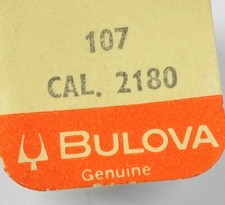 107
CAL. 2180
BULOVA
Genuine